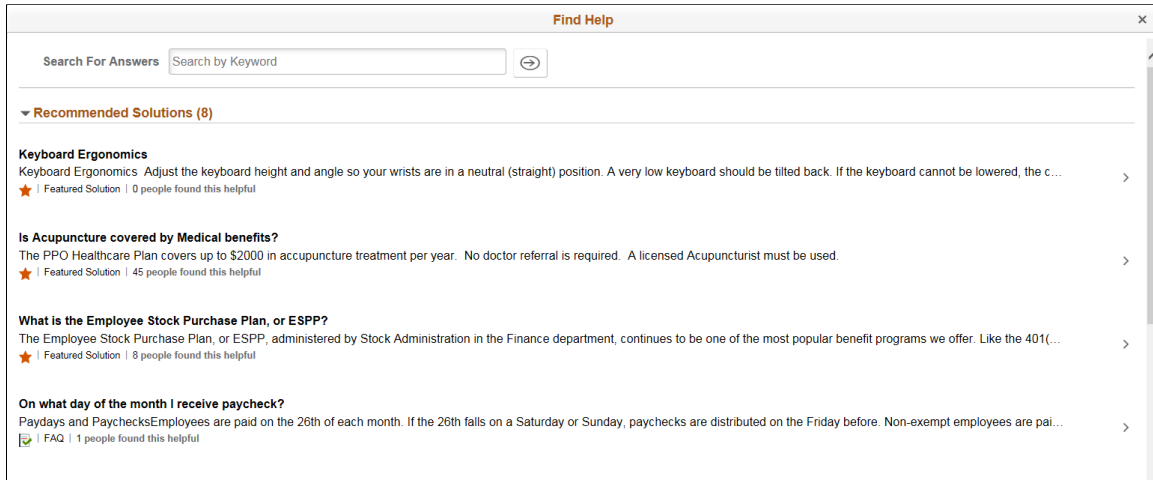 Find Help
Search For Answers Search by Keyword
Recommended Solutions (8)
Keyboard Ergonomics
Keyboard Ergonomics Adjust the keyboard height and angle so your wrists are in a neutral (straight) position. A very low keyboard should be tilted back. If the keyboard cannot be lowered, the c...
| Featured Solution | 0 people found this helpful
Is Acupuncture covered by Medical benefits?
The PPO Healthcare Plan covers up to $2000 in accupuncture treatment per year. No doctor referral is required. A licensed Acupuncturist must be used.
| Featured Solution | 45 people found this helpful
What is the Employee Stock Purchase Plan, or ESPP?
The Employee Stock Purchase Plan, or ESPP, administered by Stock Administration in the Finance department, continues to be one of the most popular benefit programs we offer. Like the 401(...
| Featured Solution | 8 people found this helpful
On what day of the month I receive paycheck?
Paydays and PaychecksEmployees are paid on the 26th of each month. If the 26th falls on a Saturday or Sunday, paychecks are distributed on the Friday before. Non-exempt employees are pai...
| FAQ | 1 people found this helpful